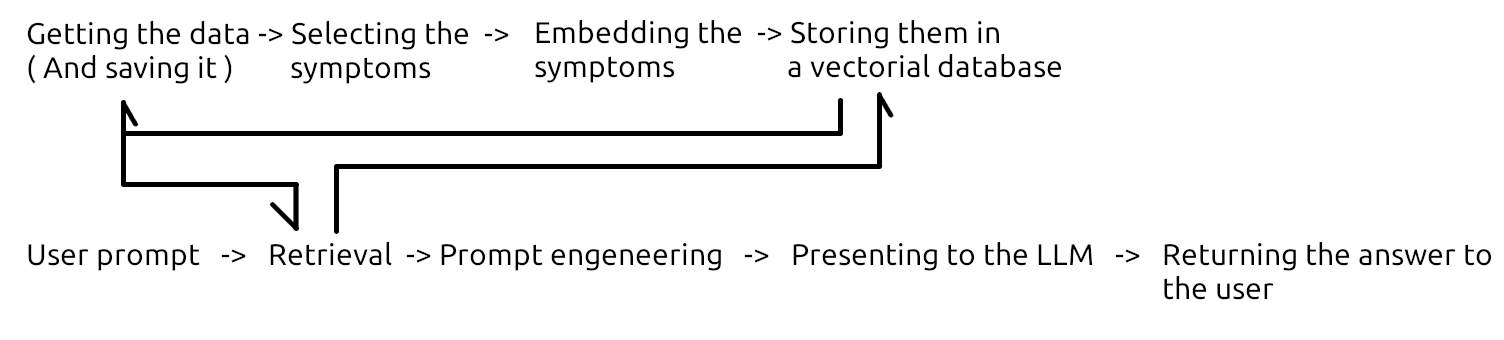 Getting the data -> Selecting the -> Embedding the -> Storing them in
( And saving it ) symptoms symptoms a vectorial database
User prompt -> Retrieval -> Prompt engeneering -> Presenting to the LLM -> Returning the answer to
the user